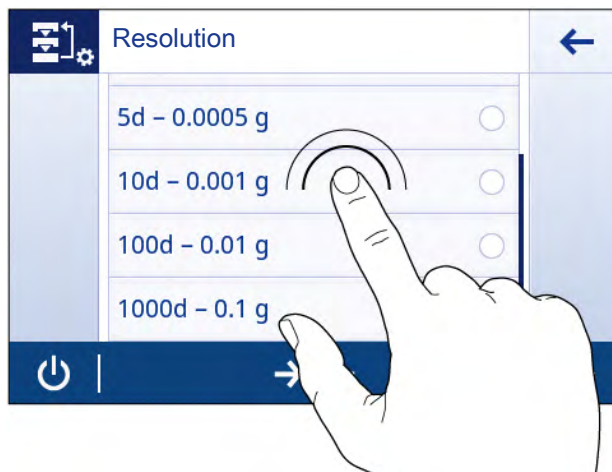 Resolution
5d – 0.0005 g
10d – 0.001 g
100d – 0.01 g
1000d – 0.1 g